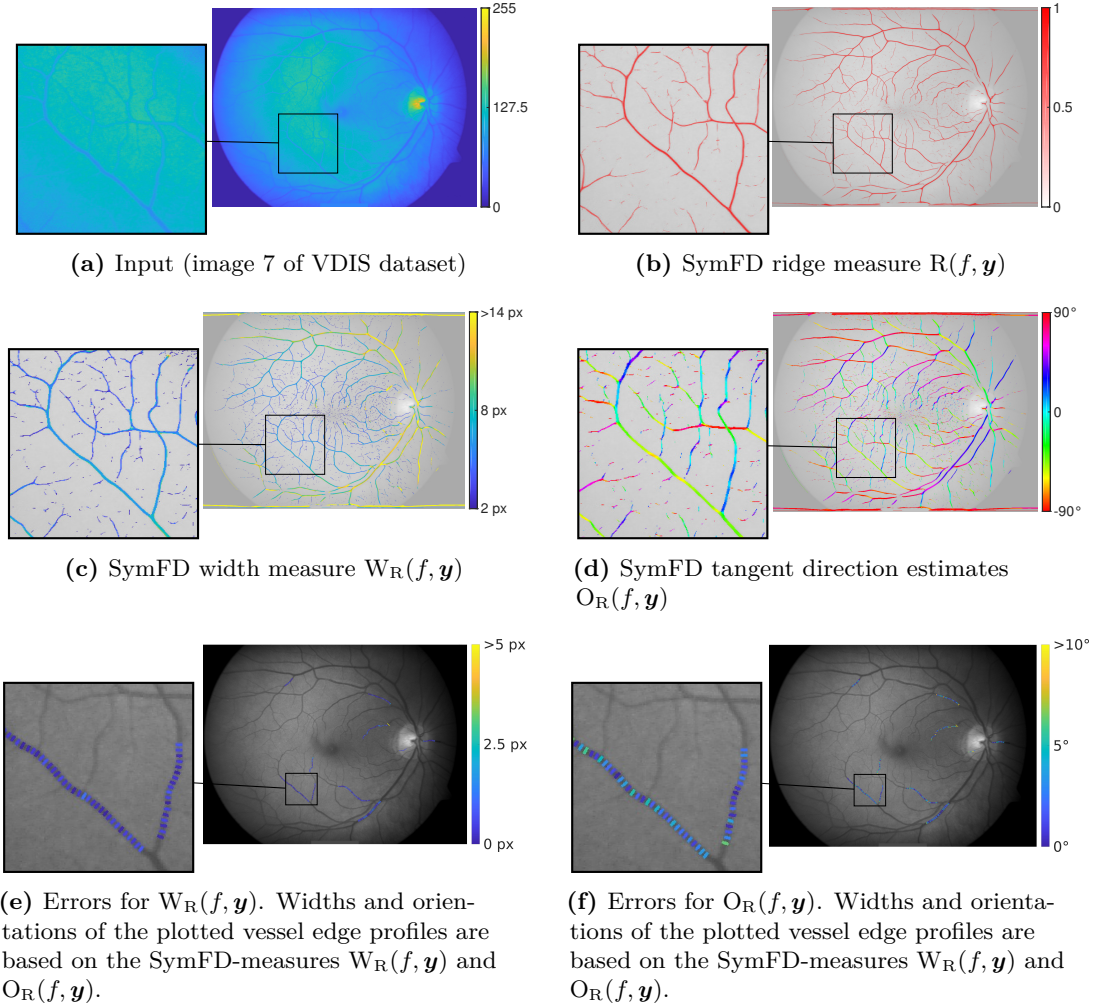 255
127.5
0
1
0.5
0
(a) Input (image 7 of VDIS dataset)
(b) SymFD ridge measure R(f, y)
>14 px
8 px
2 px
90°
0
-90°
(c) SymFD width measure W_R(f, y)
(d) SymFD tangent direction estimates
O_R(f, y)
>5 px
2.5 px
0 px
>10°
5°
0°
(e) Errors for W_R(f, y). Widths and orien-
tations of the plotted vessel edge profiles are
based on the SymFD-measures W_R(f, y) and
O_R(f, y).
(f) Errors for O_R(f, y). Widths and orienta-
tions of the plotted vessel edge profiles are
based on the SymFD-measures W_R(f, y) and
O_R(f, y).